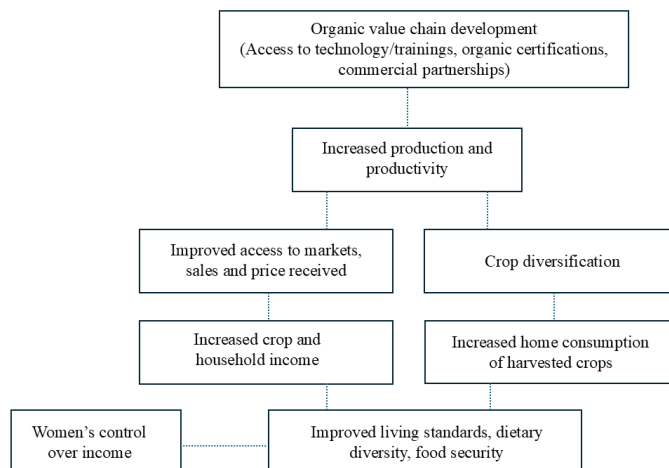 Organic value chain development
(Access to technology/trainings, organic certifications,
commercial partnerships)
Increased production and
productivity
Improved access to markets,
sales and price received
Crop diversification
Increased crop and
household income
Increased home consumption
of harvested crops
Women’s control
over income
Improved living standards, dietary
diversity, food security